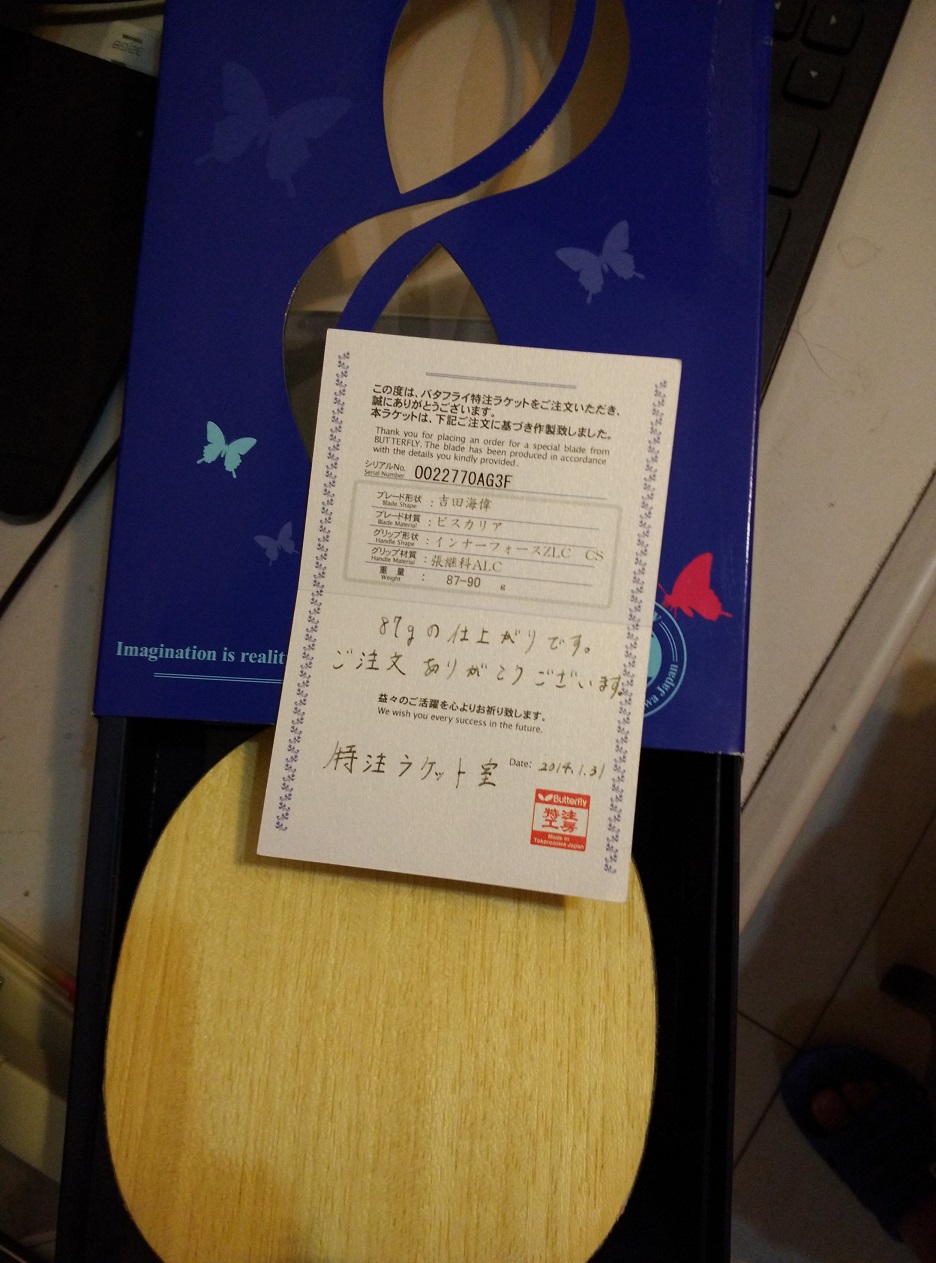 この度は、バタフライ特注ラケットをご注文いただき、
誠にありがとうございます。
本ラケットは、下記ご注文に基づき作製致しました。
Thank you for placing an order for a special blade from
BUTTERFLY. The blade has been produced in accordance
with the details you kindly provided.
シリアルNo. 0022770AG3F
Serial Number
ブレード形状 : 吉田海偉
Blade Shape
ブレード材質 : ビスカリア
Blade Material
グリップ形状 : インナーフォースZLC CS
Handle Shape
グリップ材質 : 張継科ALC
Handle Material
重量 : 87-90 g
Weight
87gの仕上がりです。
ご注文ありがとうございます。
益々のご活躍を心よりお祈り致します。
We wish you every success in the future.
特注ラケット室 Date: 2014.1.31
Butterfly
特注
工房
Made in
Tokorozawa Japan
Imagination is realit
wa Japan